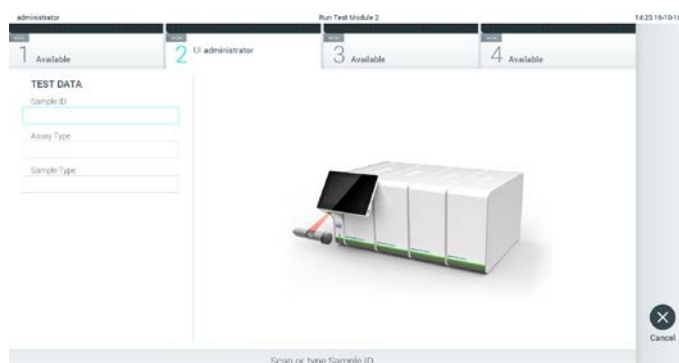 administrator
Run Test Module 2
14:23 18-10-18
1 Available
2 UI administrator
3 Available
4 Available
TEST DATA
Sample ID
Assay Type
Sample Type
Cancel
Scan or type Sample ID